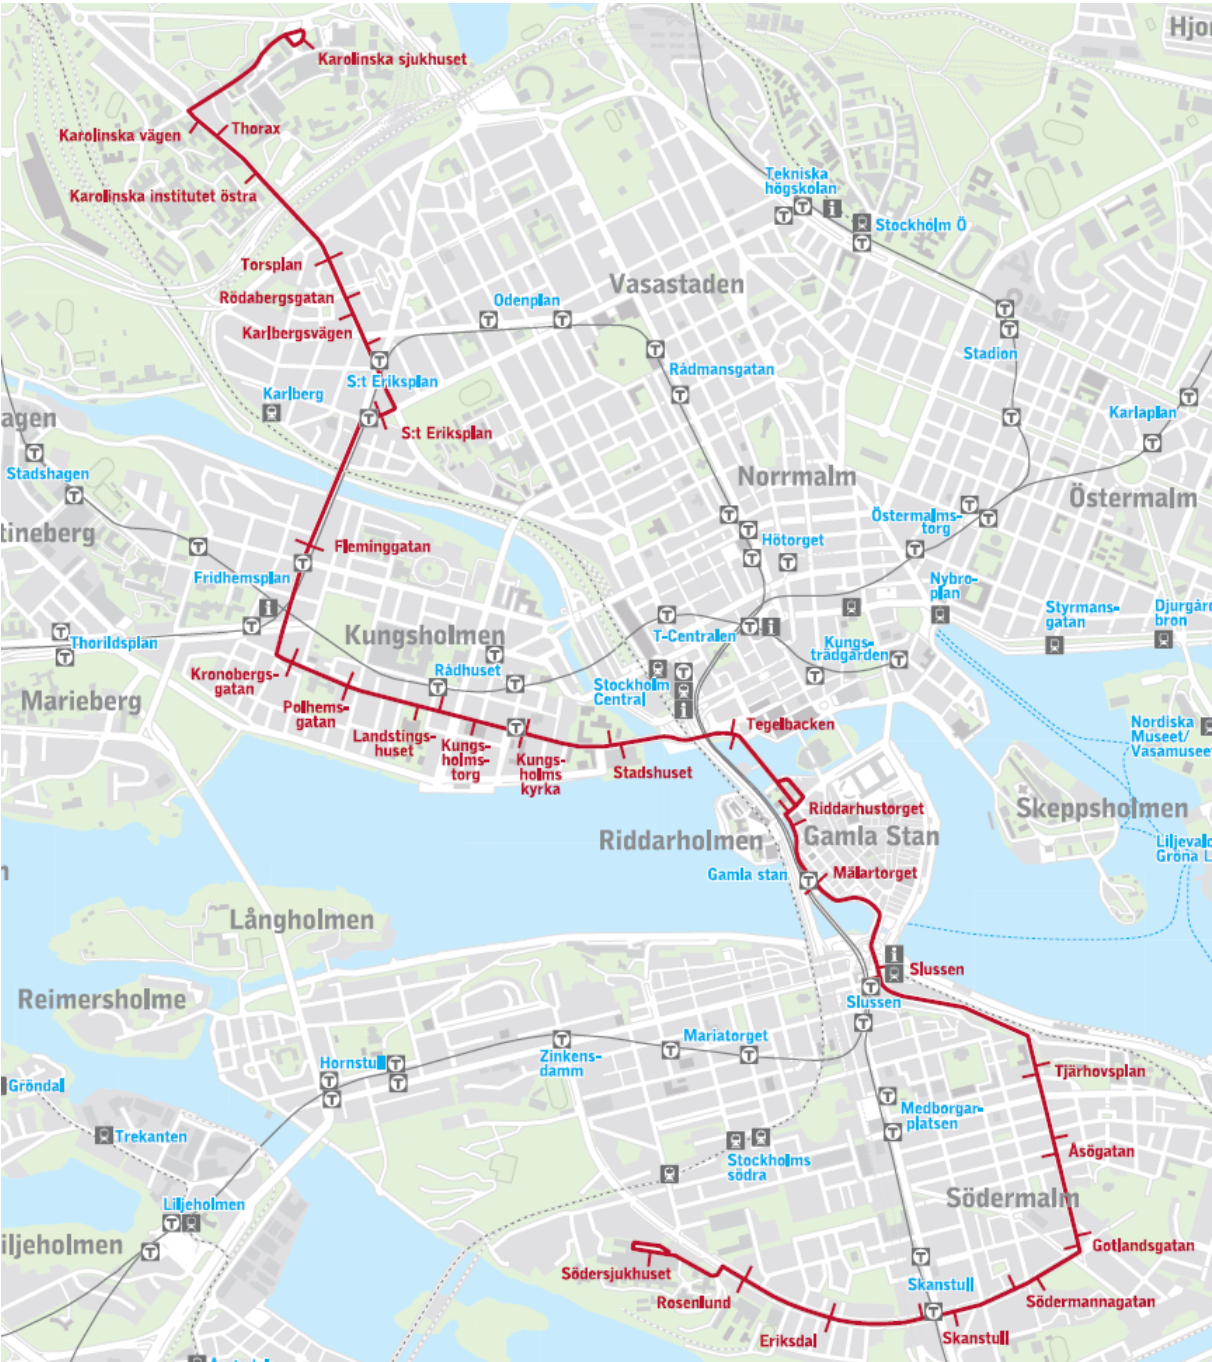 Hjor
Karolinska sjukhuset
Karolinska vägen
Thorax
Tekniska
högskolan
Karolinska institutet östra
Stockholm Ö
Torsplan
Vasastaden
Rödabergsgatan
Odenplan
Karlbergsvägen
Stadion
Rådmansgatan
S:t Eriksplan
Karlberg
Karlaplan
agen
S:t Eriksplan
Stadshagen
Norrmalm
Östermalm
Östermalms-
torg
tineberg
Hötorget
Fleminggatan
Fridhemsplan
Nybro-
plan
Styrmans-
gatan
Djurgård
bron
Thorildsplan
Kungsholmen
T-Centralen
Kungs-
trädgården
Rådhuset
Kronobergs-
gatan
Stockholm
Central
Marieberg
Polhems-
gatan
Tegelbacken
Nordiska
Museet/
Vasamuseet
Landstings-
huset
Kungs-
holms-
torg
Kungs-
holms
kyrka
Stadshuset
Riddarhustorget
Skeppsholmen
Riddarholmen
Gamla Stan
Liljevalc
Gröna L
Gamla stan
Mälartorget
n
Långholmen
Slussen
Reimersholme
Slussen
Mariatorget
Hornstull
Zinkens-
damm
Tjärhovsplan
Gröndal
Medborgar-
platsen
Trekanten
Åsögatan
Stockholms
södra
Södermalm
Liljeholmen
iljeholmen
Gotlandsgatan
Södersjukhuset
Skanstull
Rosenlund
Södermannagatan
Eriksdal
Skanstull